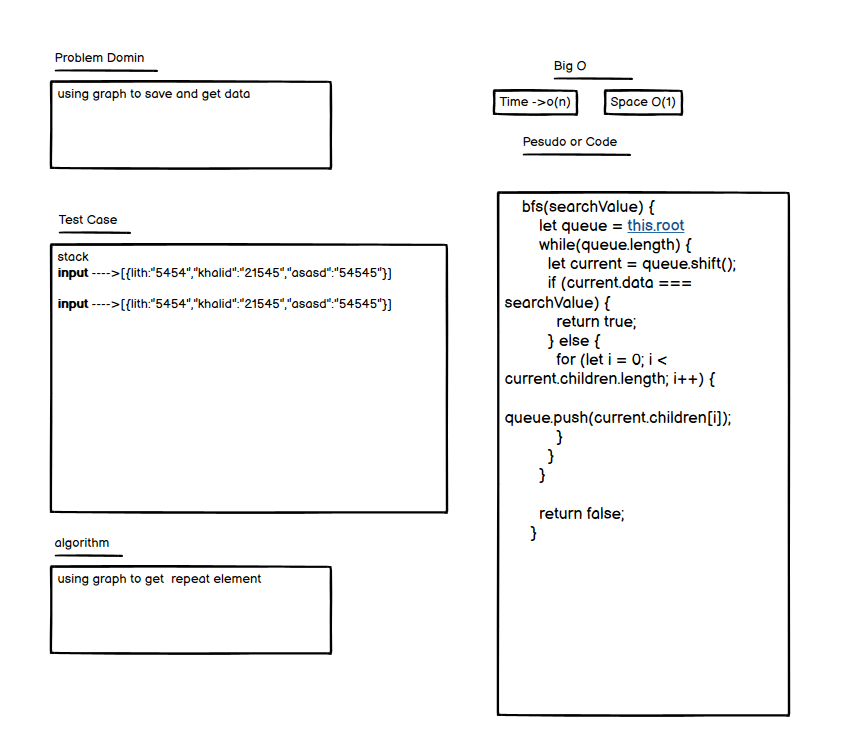 Problem Domin
using graph to save and get data
Test Case
stack
input ---->[{lith:"5454","khalid":"21545","asasd":"54545"}]
input ---->[{lith:"5454","khalid":"21545","asasd":"54545"}]
algorithm
using graph to get  repeat element
Big O
Time ->o(n)
Space O(1)
Pesudo or Code
bfs(searchValue) {
let queue = this.root
while(queue.length) {
let current = queue.shift();
if (current.data ===
searchValue) {
return true;
} else {
for (let i = 0; i <
current.children.length; i++) {
queue.push(current.children[i]);
}
}
}
return false;
}